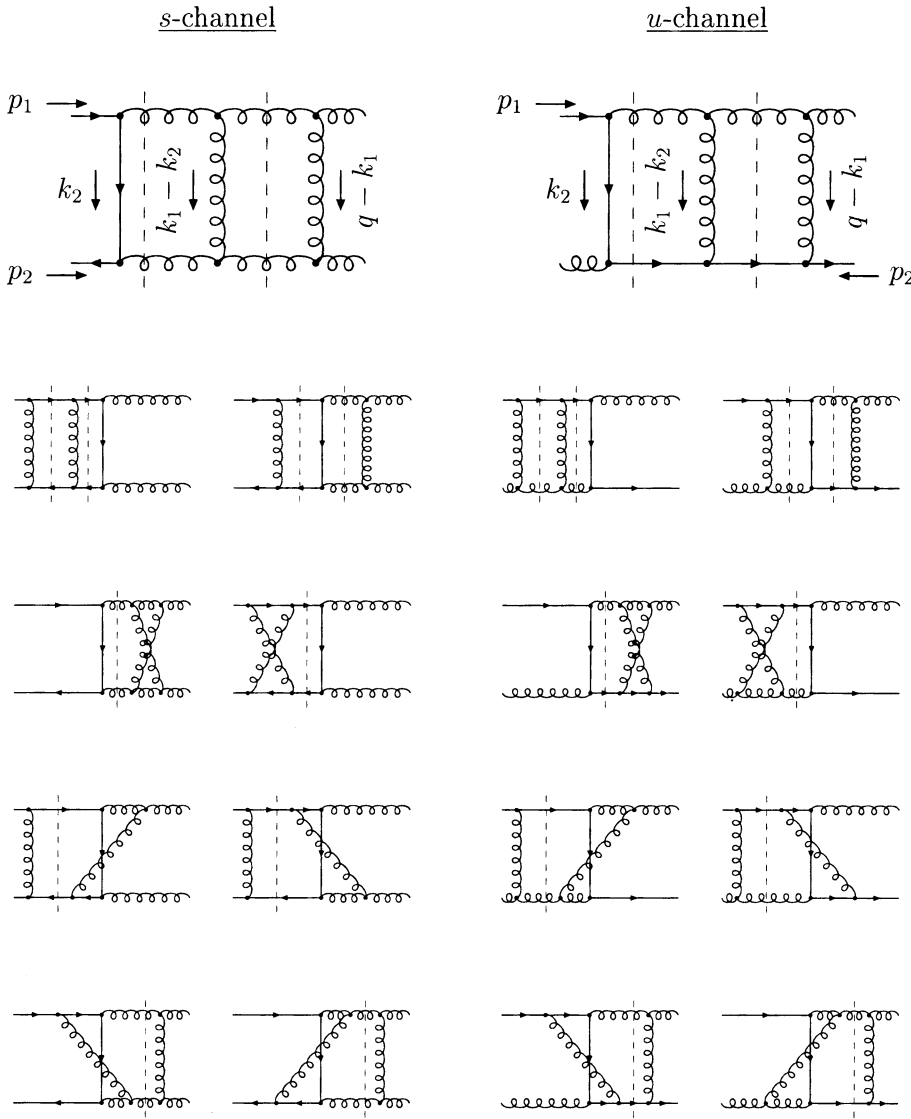 s-channel
u-channel
p₁
k₂
k₁ − k₂
q − k₁
p₂
p₁
k₂
k₁ − k₂
q − k₁
p₂